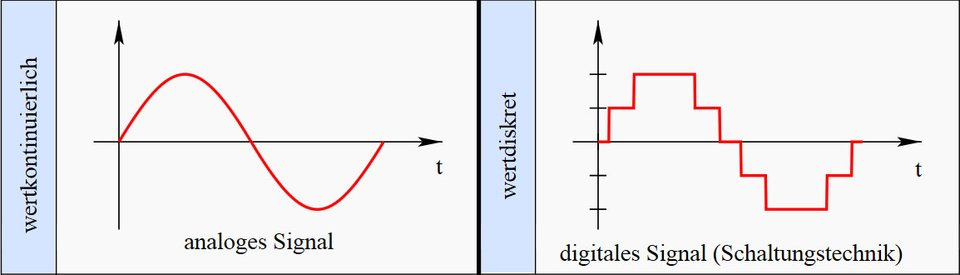 wertkontinuierlich
t
analoges Signal
wertdiskret
t
digitales Signal (Schaltungstechnik)